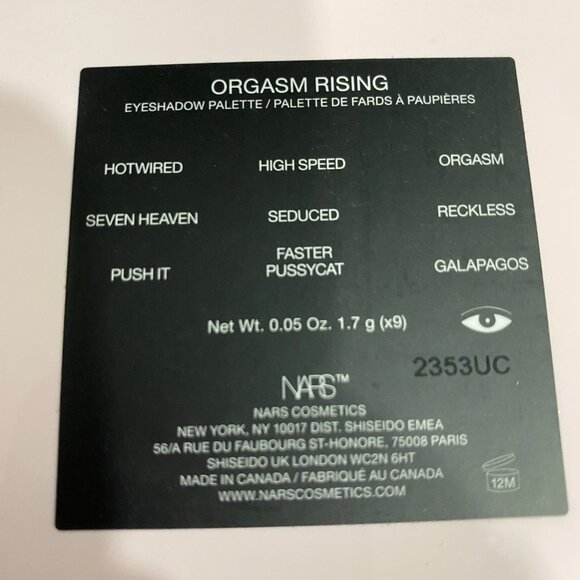 ORGASM RISING
EYESHADOW PALETTE / PALETTE DE FARDS À PAUPIÈRES
HOTWIRED HIGH SPEED ORGASM
SEVEN HEAVEN SEDUCED RECKLESS
PUSH IT FASTER PUSSYCAT GALAPAGOS
Net Wt. 0.05 Oz. 1.7 g (x9)
2353UC
NARS™
NARS COSMETICS
NEW YORK, NY 10017 DIST. SHISEIDO EMEA
56/A RUE DU FAUBOURG ST-HONORE, 75008 PARIS
SHISEIDO UK LONDON WC2N 6HT
MADE IN CANADA / FABRIQUÉ AU CANADA
WWW.NARSCOSMETICS.COM
12M